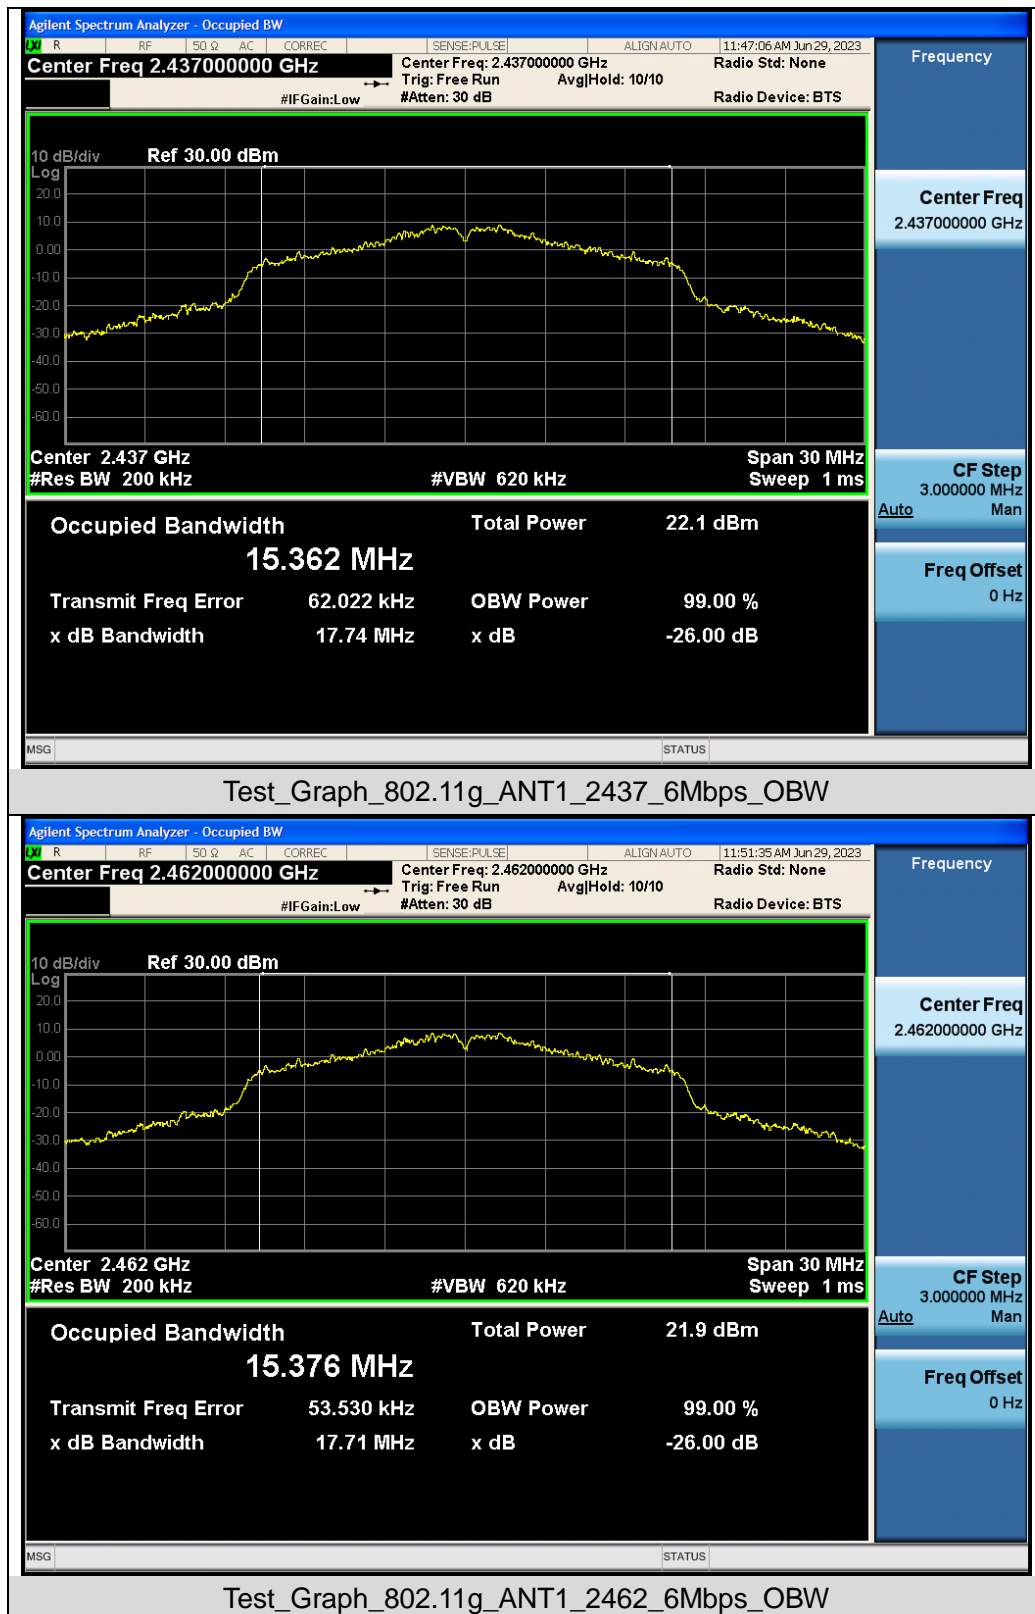 Agilent Spectrum Analyzer - Occupied BW
LXI R RF 50 Ω AC CORREC SENSE:PULSE ALIGN AUTO 11:47:06 AM Jun 29, 2023
Center Freq 2.437000000 GHz Center Freq: 2.437000000 GHz Radio Std: None
Trig: Free Run Avg|Hold: 10/10
#IFGain:Low #Atten: 30 dB Radio Device: BTS
Frequency
10 dB/div Ref 30.00 dBm
Log
20.0
10.0
0.00
-10.0
-20.0
-30.0
-40.0
-50.0
-60.0
Center 2.437 GHz Span 30 MHz
#Res BW 200 kHz #VBW 620 kHz Sweep 1 ms
Occupied Bandwidth Total Power 22.1 dBm
15.362 MHz
Transmit Freq Error 62.022 kHz OBW Power 99.00 %
x dB Bandwidth 17.74 MHz x dB -26.00 dB
Center Freq
2.437000000 GHz
CF Step
3.000000 MHz
Auto Man
Freq Offset
0 Hz
MSG STATUS
Test_Graph_802.11g_ANT1_2437_6Mbps_OBW
Agilent Spectrum Analyzer - Occupied BW
LXI R RF 50 Ω AC CORREC SENSE:PULSE ALIGN AUTO 11:51:35 AM Jun 29, 2023
Center Freq 2.462000000 GHz Center Freq: 2.462000000 GHz Radio Std: None
Trig: Free Run Avg|Hold: 10/10
#IFGain:Low #Atten: 30 dB Radio Device: BTS
Frequency
10 dB/div Ref 30.00 dBm
Log
20.0
10.0
0.00
-10.0
-20.0
-30.0
-40.0
-50.0
-60.0
Center 2.462 GHz Span 30 MHz
#Res BW 200 kHz #VBW 620 kHz Sweep 1 ms
Occupied Bandwidth Total Power 21.9 dBm
15.376 MHz
Transmit Freq Error 53.530 kHz OBW Power 99.00 %
x dB Bandwidth 17.71 MHz x dB -26.00 dB
Center Freq
2.462000000 GHz
CF Step
3.000000 MHz
Auto Man
Freq Offset
0 Hz
MSG STATUS
Test_Graph_802.11g_ANT1_2462_6Mbps_OBW